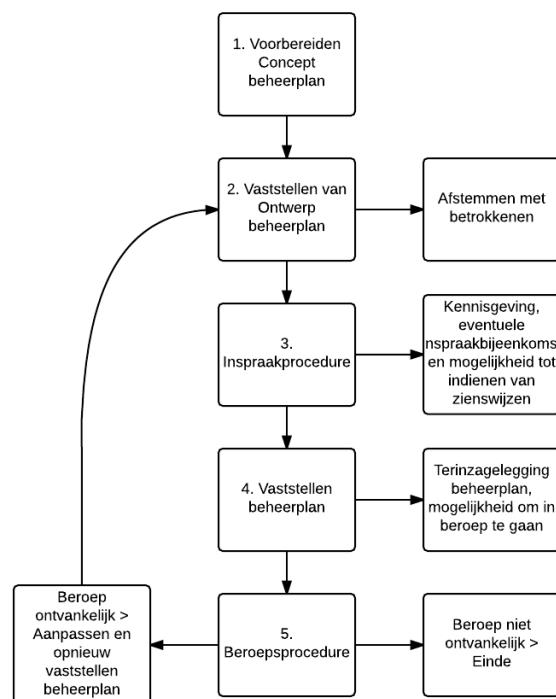 1. Voorbereiden
Concept
beheerplan
2. Vaststellen van
Ontwerp
beheerplan
Afstemmen met
betrokkenen
3.
Inspraakprocedure
Kennisgeving,
eventuele
nspraakbijeenkoms
en mogelijkheid tot
indienen van
zienswijzen
4. Vaststellen
beheerplan
Terinzagelegging
beheerplan,
mogelijkheid om in
beroep te gaan
Beroep
ontvankelijk >
Aanpassen en
opnieuw
vaststellen
beheerplan
5.
Beroepsprocedure
Beroep niet
ontvankelijk >
Einde